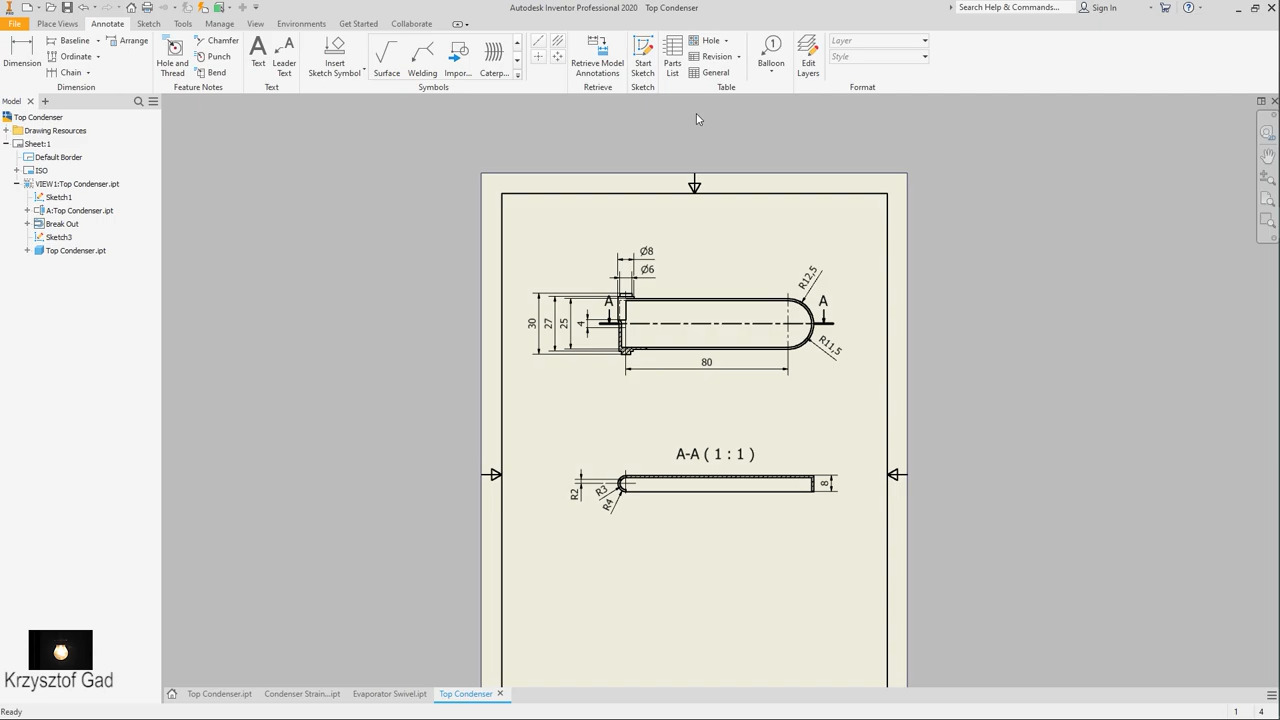 Autodesk Inventor Professional 2020 Top Condenser
Search Help & Commands... Sign In
File Place Views Annotate Sketch Tools Manage View Environments Get Started Collaborate
Dimension
Baseline
Ordinate
Chain
Arrange
Dimension
Hole and Thread
Chamfer
Punch
Bend
Feature Notes
Text
Leader Text
Text
Insert Sketch Symbol
Surface
Welding
Impor...
Caterp...
Symbols
Retrieve Model Annotations
Retrieve
Start Sketch
Sketch
Parts List
Hole
Revision
General
Table
Balloon
Edit Layers
Layer
Style
Format
Model
Top Condenser
Drawing Resources
Sheet:1
Default Border
ISO
VIEW1:Top Condenser.ipt
Sketch1
A:Top Condenser.ipt
Break Out
Sketch3
Top Condenser.ipt
Ø8
Ø6
R12,5
A A
30 27 25 4
R11,5
80
A-A ( 1 : 1 )
R2 R3 R4 8
Krzysztof Gad
Top Condenser.ipt Condenser Strain...ipt Evaporator Swivel.ipt Top Condenser
Ready 1 4